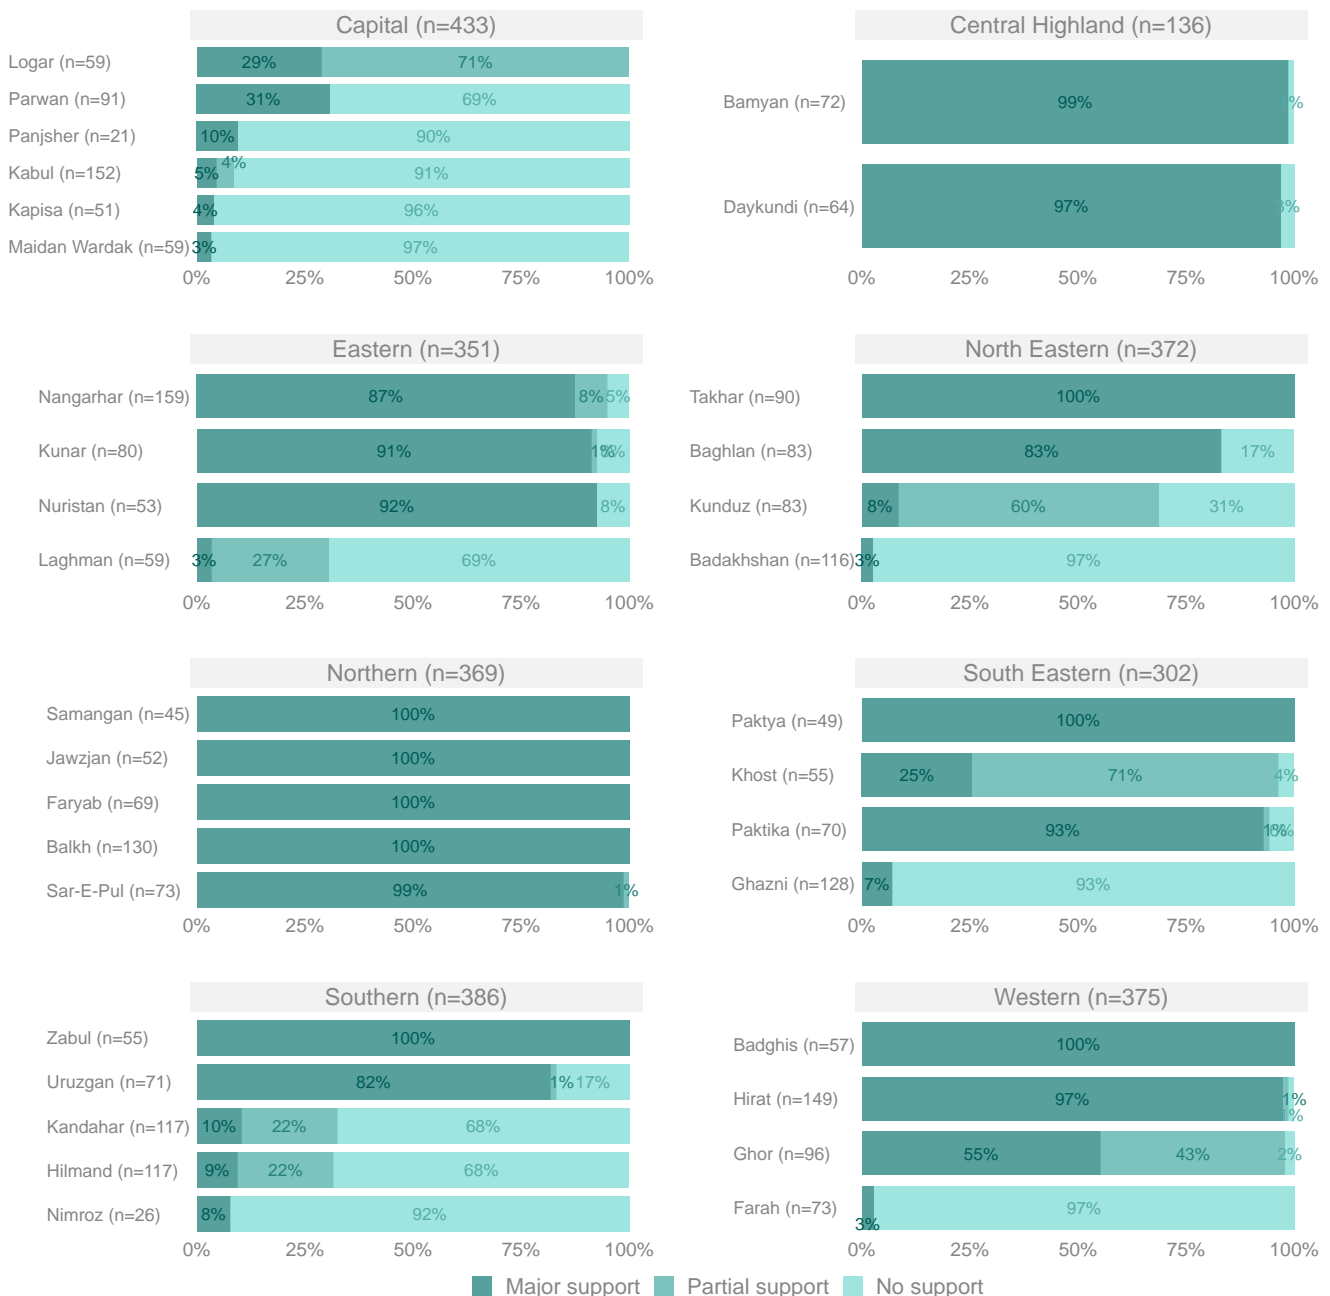 Capital (n=433)
Logar (n=59) 29% 71%
Parwan (n=91) 31% 69%
Panjsher (n=21) 10% 90%
Kabul (n=152) 5% 4% 91%
Kapisa (n=51) 4% 96%
Maidan Wardak (n=59) 3% 97%
0% 25% 50% 75% 100%
Central Highland (n=136)
Bamyan (n=72) 99% 1%
Daykundi (n=64) 97% 3%
0% 25% 50% 75% 100%
Eastern (n=351)
Nangarhar (n=159) 87% 8% 5%
Kunar (n=80) 91% 1%
Nuristan (n=53) 92% 8%
Laghman (n=59) 3% 27% 69%
0% 25% 50% 75% 100%
North Eastern (n=372)
Takhar (n=90) 100%
Baghlan (n=83) 83% 17%
Kunduz (n=83) 8% 60% 31%
Badakhshan (n=116) 3% 97%
0% 25% 50% 75% 100%
Northern (n=369)
Samangan (n=45) 100%
Jawzjan (n=52) 100%
Faryab (n=69) 100%
Balkh (n=130) 100%
Sar-E-Pul (n=73) 99% 1%
0% 25% 50% 75% 100%
South Eastern (n=302)
Paktya (n=49) 100%
Khost (n=55) 25% 71% 4%
Paktika (n=70) 93% 1%
Ghazni (n=128) 7% 93%
0% 25% 50% 75% 100%
Southern (n=386)
Zabul (n=55) 100%
Uruzgan (n=71) 82% 1% 17%
Kandahar (n=117) 10% 22% 68%
Hilmand (n=117) 9% 22% 68%
Nimroz (n=26) 8% 92%
0% 25% 50% 75% 100%
Western (n=375)
Badghis (n=57) 100%
Hirat (n=149) 97% 1% 1%
Ghor (n=96) 55% 43% 2%
Farah (n=73) 3% 97%
0% 25% 50% 75% 100%
Major support Partial support No support